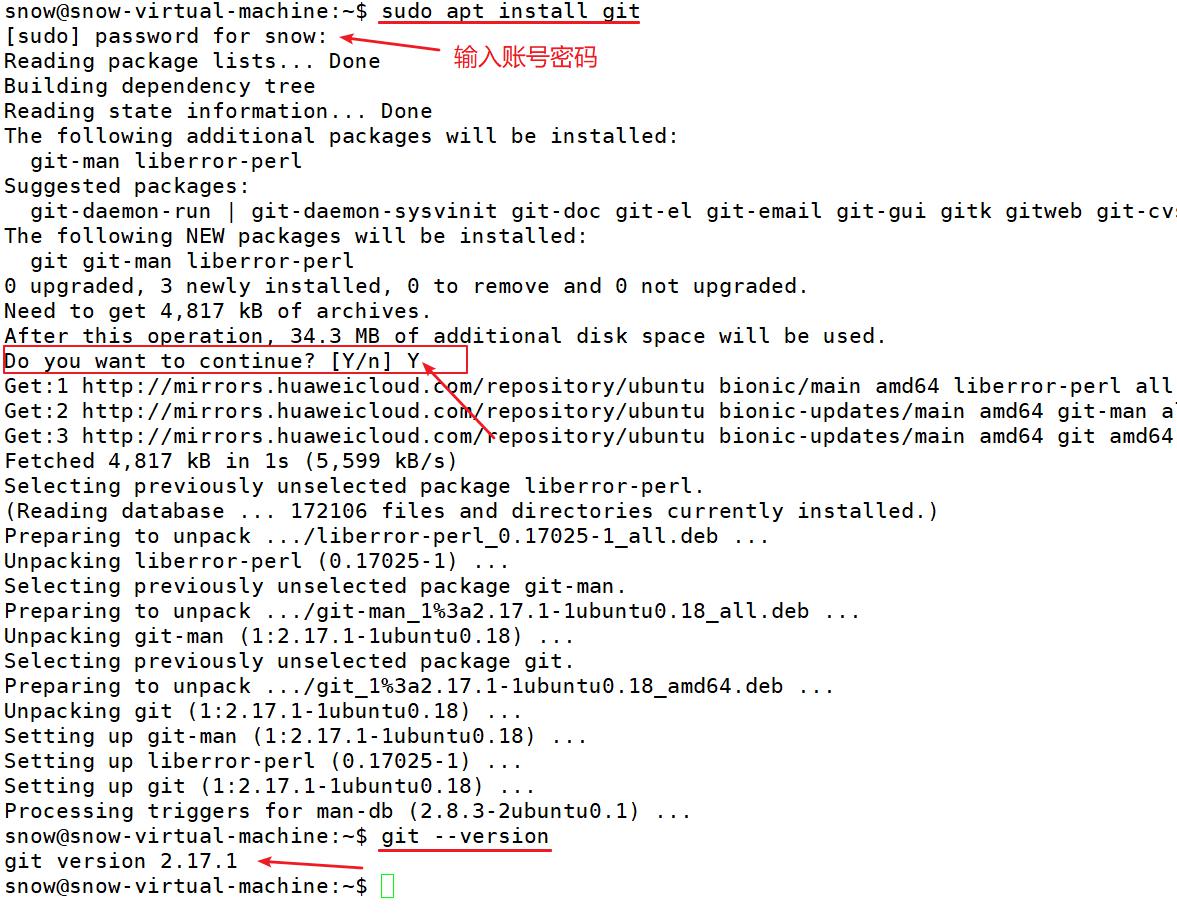 snow@snow-virtual-machine:~$ sudo apt install git
[sudo] password for snow:
输入账号密码
Reading package lists... Done
Building dependency tree
Reading state information... Done
The following additional packages will be installed:
  git-man liberror-perl
Suggested packages:
  git-daemon-run | git-daemon-sysvinit git-doc git-el git-email git-gui gitk gitweb
The following NEW packages will be installed:
  git git-man liberror-perl
0 upgraded, 3 newly installed, 0 to remove and 0 not upgraded.
Need to get 4,817 kB of archives.
After this operation, 34.3 MB of additional disk space will be used.
Do you want to continue? [Y/n] Y
Get:1 http://mirrors.huaweicloud.com/repository/ubuntu bionic/main amd64 liberror-perl all
Get:2 http://mirrors.huaweicloud.com/repository/ubuntu bionic-updates/main amd64 git-man
Get:3 http://mirrors.huaweicloud.com/repository/ubuntu bionic-updates/main amd64 git amd64
Fetched 4,817 kB in 1s (5,599 kB/s)
Selecting previously unselected package liberror-perl.
(Reading database ... 172106 files and directories currently installed.)
Preparing to unpack .../liberror-perl_0.17025-1_all.deb ...
Unpacking liberror-perl (0.17025-1) ...
Selecting previously unselected package git-man.
Preparing to unpack .../git-man_1%3a2.17.1-1ubuntu0.18_all.deb ...
Unpacking git-man (1:2.17.1-1ubuntu0.18) ...
Selecting previously unselected package git.
Preparing to unpack .../git_1%3a2.17.1-1ubuntu0.18_amd64.deb ...
Unpacking git (1:2.17.1-1ubuntu0.18) ...
Setting up git-man (1:2.17.1-1ubuntu0.18) ...
Setting up liberror-perl (0.17025-1) ...
Setting up git (1:2.17.1-1ubuntu0.18) ...
Processing triggers for man-db (2.8.3-2ubuntu0.1) ...
snow@snow-virtual-machine:~$ git --version
git version 2.17.1
snow@snow-virtual-machine:~$